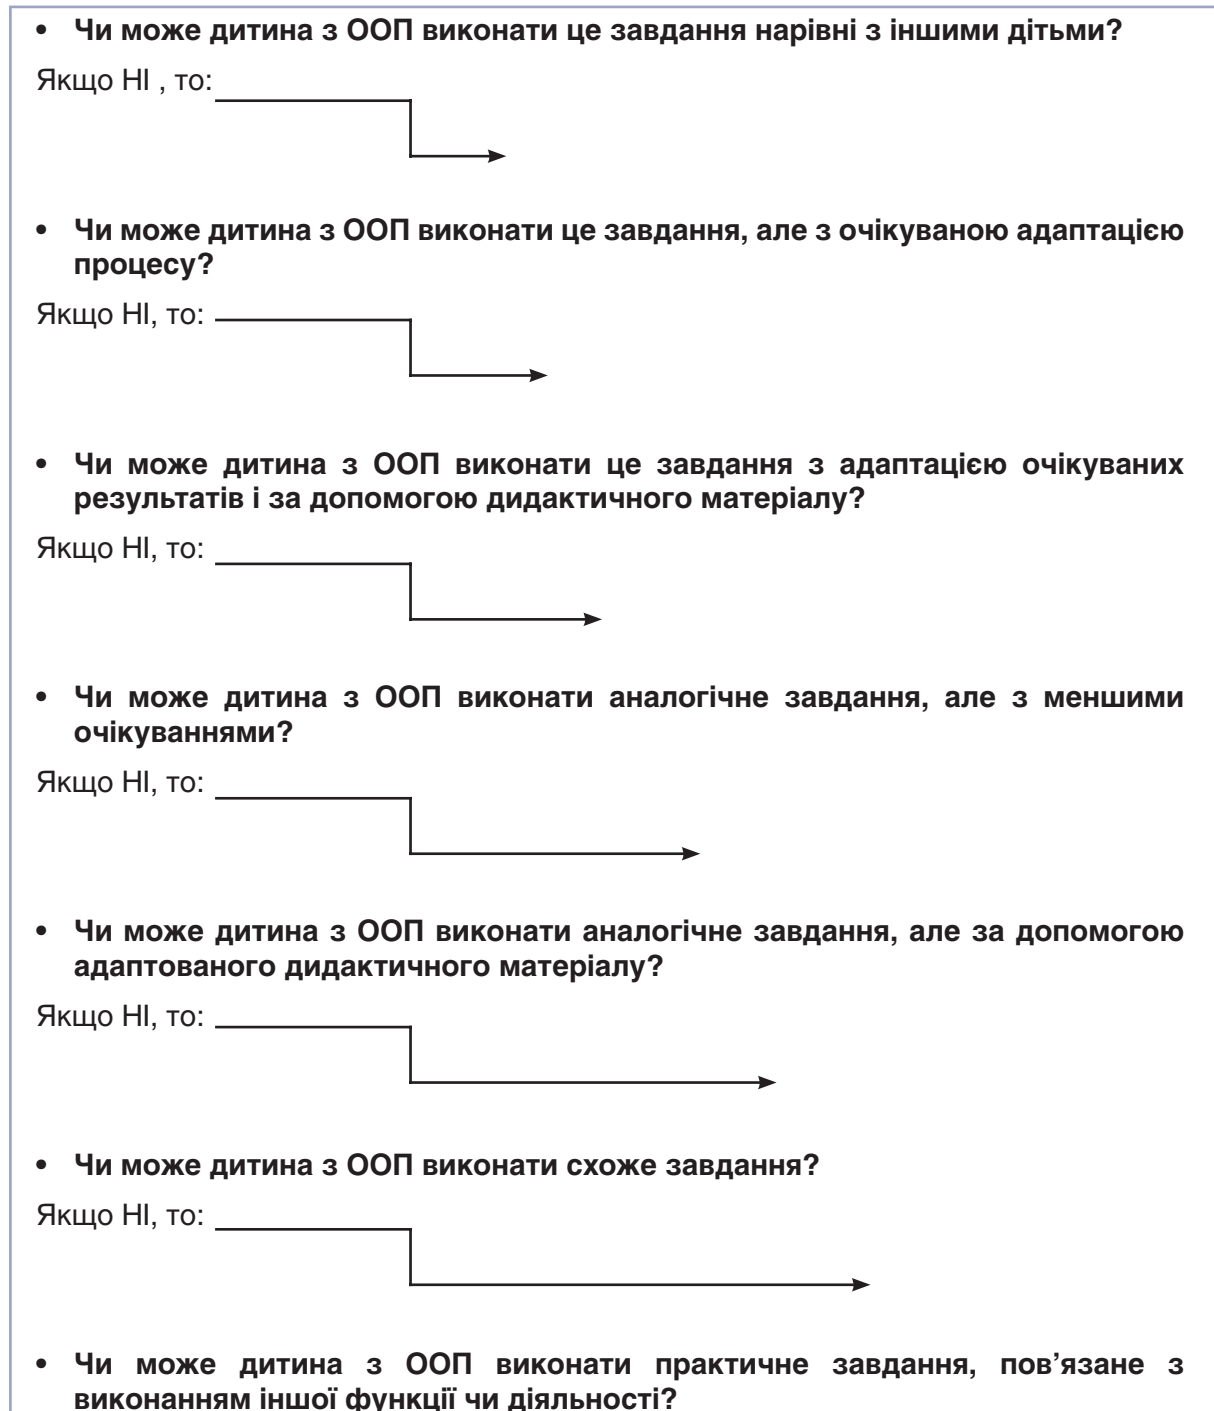 • Чи може дитина з ООП виконати це завдання нарівні з іншими дітьми?
Якщо НІ , то:
• Чи може дитина з ООП виконати це завдання, але з очікуваною адаптацією
процесу?
Якщо НІ, то:
• Чи може дитина з ООП виконати це завдання з адаптацією очікуваних
результатів і за допомогою дидактичного матеріалу?
Якщо НІ, то:
• Чи може дитина з ООП виконати аналогічне завдання, але з меншими
очікуваннями?
Якщо НІ, то:
• Чи може дитина з ООП виконати аналогічне завдання, але за допомогою
адаптованого дидактичного матеріалу?
Якщо НІ, то:
• Чи може дитина з ООП виконати схоже завдання?
Якщо НІ, то:
• Чи може дитина з ООП виконати практичне завдання, пов’язане з
виконанням іншої функції чи діяльності?